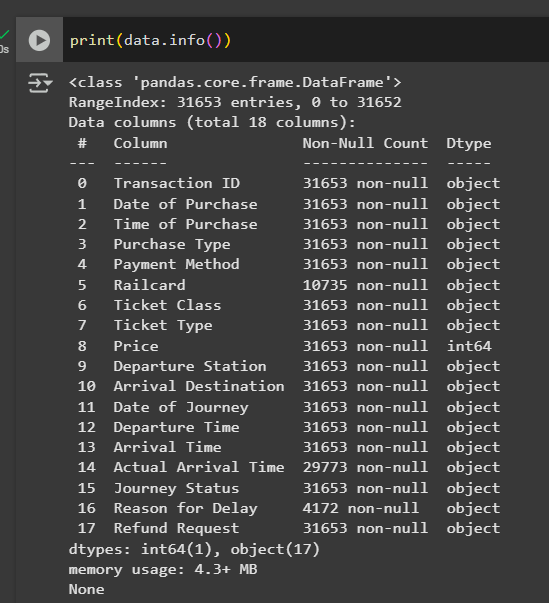 0s
print(data.info())
<class 'pandas.core.frame.DataFrame'>
RangeIndex: 31653 entries, 0 to 31652
Data columns (total 18 columns):
 #   Column               Non-Null Count  Dtype
---  ------               --------------  -----
 0   Transaction ID       31653 non-null  object
 1   Date of Purchase     31653 non-null  object
 2   Time of Purchase     31653 non-null  object
 3   Purchase Type        31653 non-null  object
 4   Payment Method       31653 non-null  object
 5   Railcard             10735 non-null  object
 6   Ticket Class         31653 non-null  object
 7   Ticket Type          31653 non-null  object
 8   Price                31653 non-null  int64
 9   Departure Station    31653 non-null  object
 10  Arrival Destination  31653 non-null  object
 11  Date of Journey      31653 non-null  object
 12  Departure Time       31653 non-null  object
 13  Arrival Time         31653 non-null  object
 14  Actual Arrival Time  29773 non-null  object
 15  Journey Status       31653 non-null  object
 16  Reason for Delay     4172 non-null   object
 17  Refund Request       31653 non-null  object
dtypes: int64(1), object(17)
memory usage: 4.3+ MB
None